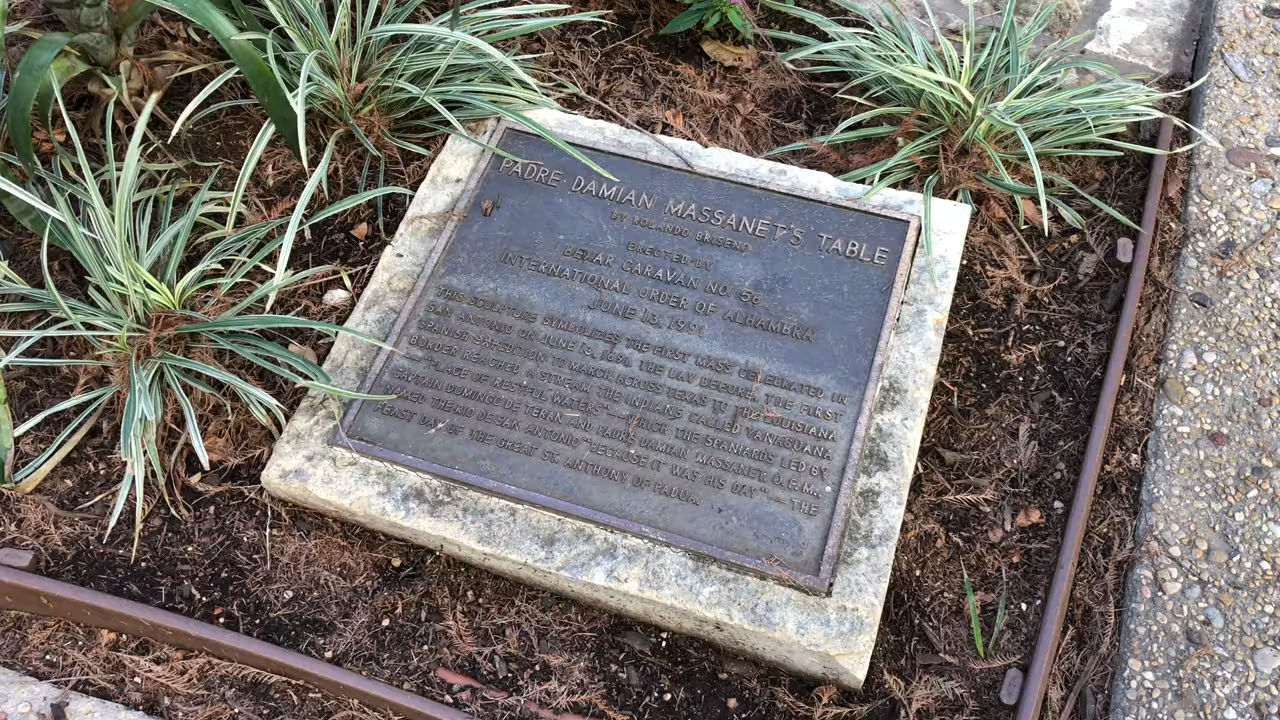 PADRE DAMIAN MASSANET'S TABLE
BY ROLANDO BRISENO
ERECTED BY
BEXAR CARAVAN NO. 56
INTERNATIONAL ORDER OF ALHAMBRA
JUNE 13, 1991
THIS SCULPTURE SYMBOLIZES THE FIRST MASS CELEBRATED IN
SAN ANTONIO ON JUNE 13, 1691, THE DAY BEFORE, THE FIRST
SPANISH EXPEDITION TO MARCH ACROSS TEXAS TO THE LOUISIANA
BORDER REACHED A STREAM THE INDIANS CALLED YANAGUANA
"PLACE OF RESTFUL WATERS" — WHICH THE SPANIARDS LED BY
CAPTAIN DOMINGO DE TERAN AND PADRE DAMIAN MASSANET, O.F.M.,
NAMED THE RIO DE SAN ANTONIO "BECAUSE IT WAS HIS DAY" — THE
FEAST DAY OF THE GREAT ST. ANTHONY OF PADUA.